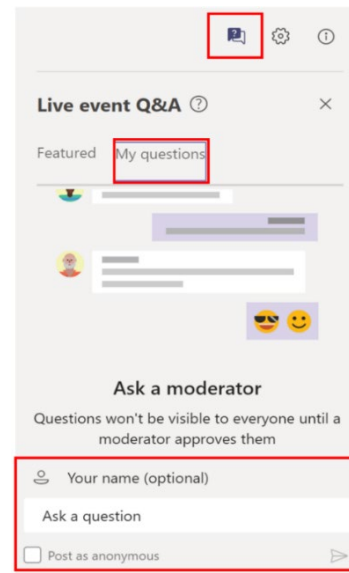 Live event Q&A
Featured My questions
Ask a moderator
Questions won't be visible to everyone until a
moderator approves them
Your name (optional)
Ask a question
Post as anonymous